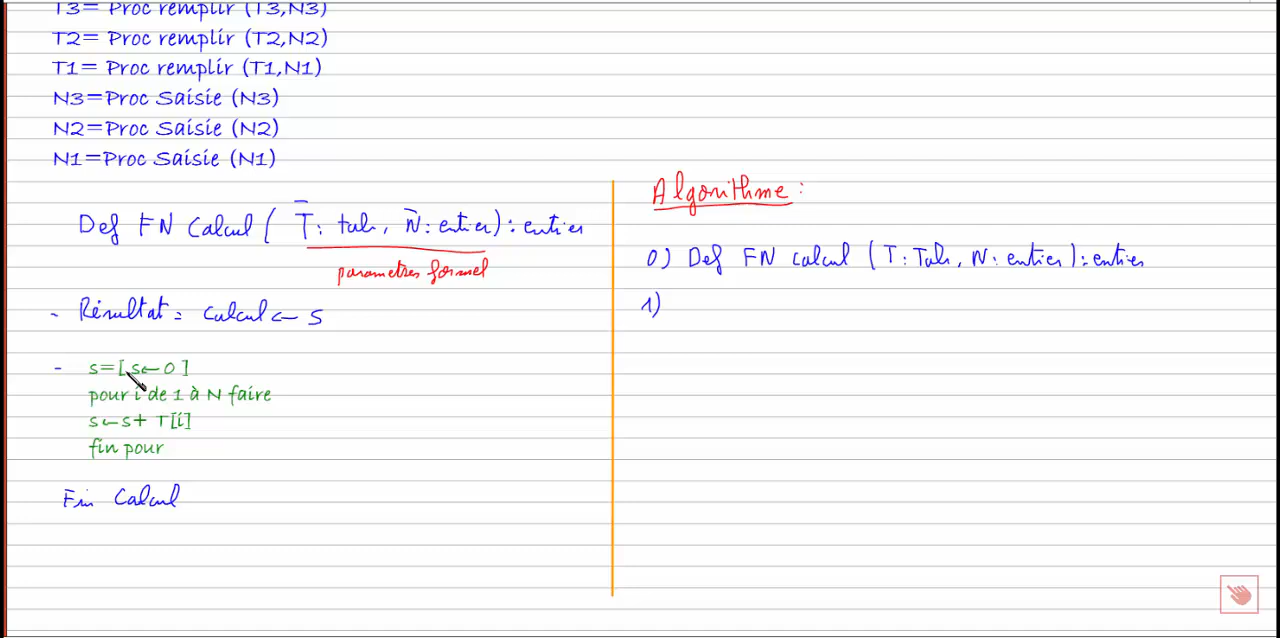 T3= Proc remplir (T3,N3)
T2= Proc remplir (T2,N2)
T1= Proc remplir (T1,N1)
N3=Proc Saisie (N3)
N2=Proc Saisie (N2)
N1=Proc Saisie (N1)
Def FN Calcul ( T: tab, N: entier) : entier
parametres formel
- Résultat = Calcul ← s
- s=[ s←0 ]
pour i de 1 à N faire
s←s+ T[i]
fin pour
Fin Calcul
Algorithme :
0) Def FN calcul ( T: Tab, N: entier) : entier
1)